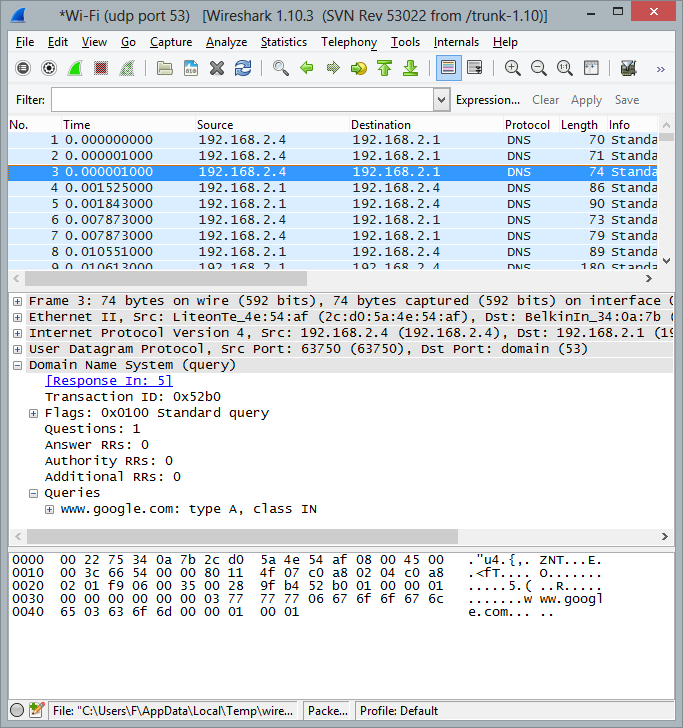 *Wi-Fi (udp port 53) [Wireshark 1.10.3 (SVN Rev 53022 from /trunk-1.10)]
File Edit View Go Capture Analyze Statistics Telephony Tools Internals Help
Filter: Expression... Clear Apply Save
No. Time Source Destination Protocol Length Info
1 0.000000000 192.168.2.4 192.168.2.1 DNS 70 Standa
2 0.000001000 192.168.2.4 192.168.2.1 DNS 71 Standa
3 0.000001000 192.168.2.4 192.168.2.1 DNS 74 Standa
4 0.001525000 192.168.2.1 192.168.2.4 DNS 86 Standa
5 0.001843000 192.168.2.1 192.168.2.4 DNS 90 Standa
6 0.007873000 192.168.2.4 192.168.2.1 DNS 73 Standa
7 0.007873000 192.168.2.4 192.168.2.1 DNS 79 Standa
8 0.010551000 192.168.2.1 192.168.2.4 DNS 89 Standa
9 0.010613000 192.168.2.1 192.168.2.4 DNS 180 Standa
Frame 3: 74 bytes on wire (592 bits), 74 bytes captured (592 bits) on interface 0
Ethernet II, Src: LiteonTe_4e:54:af (2c:d0:5a:4e:54:af), Dst: BelkinIn_34:0a:7b (
Internet Protocol Version 4, Src: 192.168.2.4 (192.168.2.4), Dst: 192.168.2.1 (19
User Datagram Protocol, Src Port: 63750 (63750), Dst Port: domain (53)
Domain Name System (query)
[Response In: 5]
Transaction ID: 0x52b0
Flags: 0x0100 Standard query
Questions: 1
Answer RRs: 0
Authority RRs: 0
Additional RRs: 0
Queries
www.google.com: type A, class IN
0000 00 22 75 34 0a 7b 2c d0 5a 4e 54 af 08 00 45 00 ."u4.{,. ZNT...E.
0010 00 3c 66 54 00 00 80 11 4f 07 c0 a8 02 04 c0 a8 .<fT.... O.......
0020 02 01 f9 06 00 35 00 28 9f b4 52 b0 01 00 00 01 .....5.( ..R.....
0030 00 00 00 00 00 00 03 77 77 77 06 67 6f 6f 67 6c .......w ww.googl
0040 65 03 63 6f 6d 00 00 01 00 01 e.com... ..
File: "C:\Users\F\AppData\Local\Temp\wire... Packe... Profile: Default